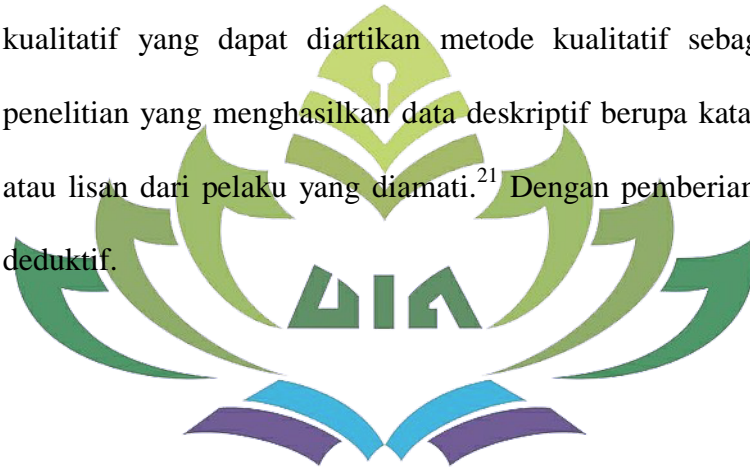 kualitatif yang dapat diartikan metode kualitatif sebag
penelitian yang menghasilkan data deskriptif berupa kata
atau lisan dari pelaku yang diamati.²¹ Dengan pemberian
deduktif.
UIN